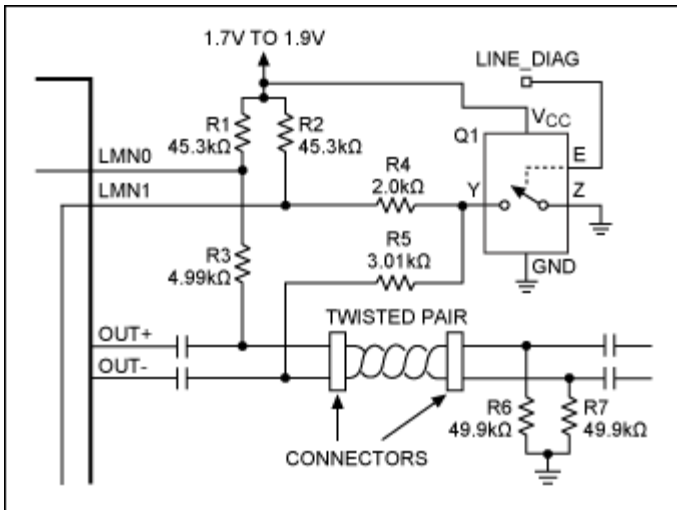 1.7V TO 1.9V
LINE_DIAG
VCC
R1
45.3kΩ
R2
45.3kΩ
Q1
E
LMN0
LMN1
R4
2.0kΩ
Y
Z
R3
4.99kΩ
R5
3.01kΩ
GND
TWISTED PAIR
OUT+
OUT-
R6
49.9kΩ
R7
49.9kΩ
CONNECTORS